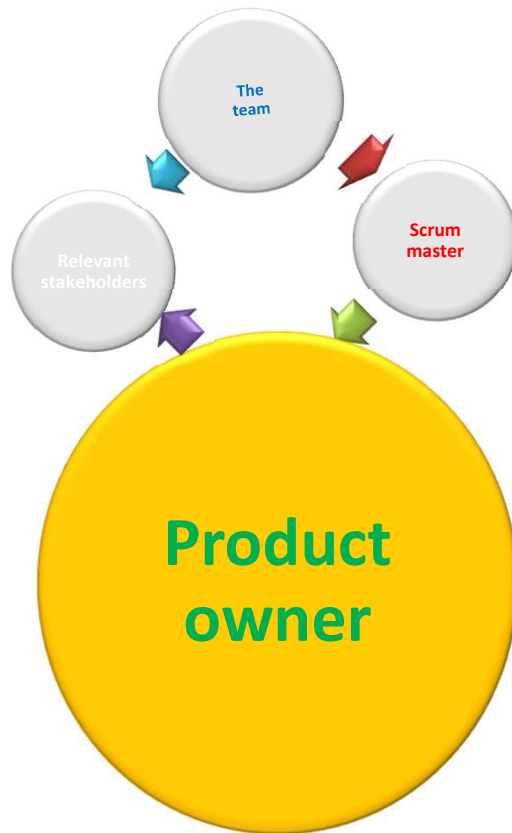 The
team
Scrum
master
Relevant
stakeholders
Product
owner